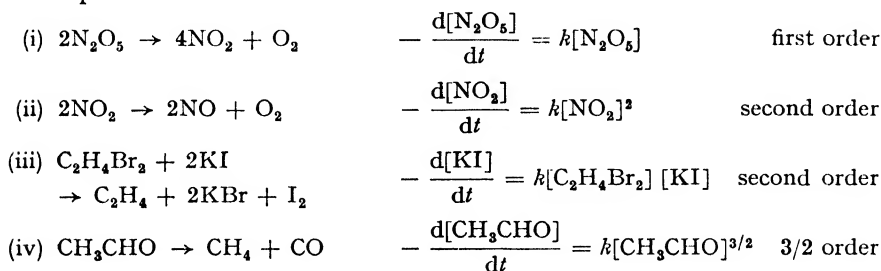 (i) 2N₂O₅ → 4NO₂ + O₂ − d[N₂O₅]/dt = k[N₂O₅] first order
(ii) 2NO₂ → 2NO + O₂ − d[NO₂]/dt = k[NO₂]² second order
(iii) C₂H₄Br₂ + 2KI
→ C₂H₄ + 2KBr + I₂ − d[KI]/dt = k[C₂H₄Br₂] [KI] second order
(iv) CH₃CHO → CH₄ + CO − d[CH₃CHO]/dt = k[CH₃CHO]³/² 3/2 order